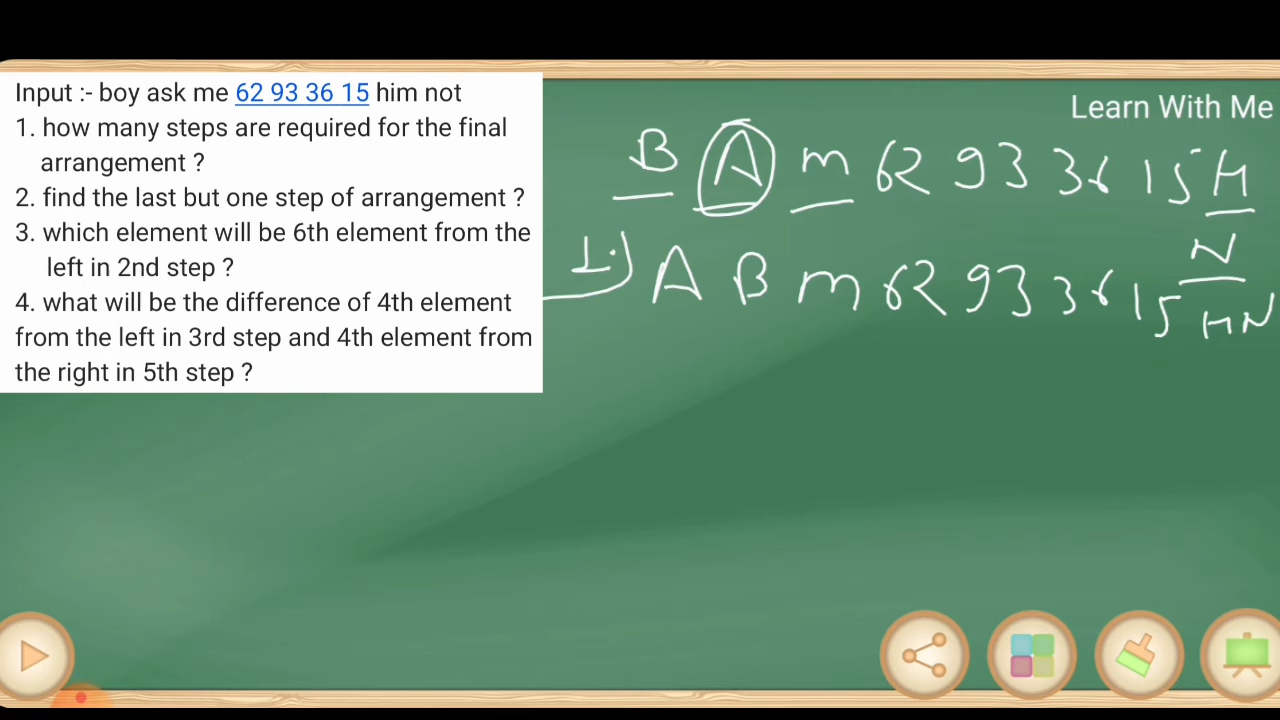 Input :- boy ask me 62 93 36 15 him not
1. how many steps are required for the final
arrangement ?
2. find the last but one step of arrangement ?
3. which element will be 6th element from the
left in 2nd step ?
4. what will be the difference of 4th element
from the left in 3rd step and 4th element from
the right in 5th step ?
Learn With Me
B A m 62 93 36 15 H
N
1.) A B m 62 93 36 15 H N